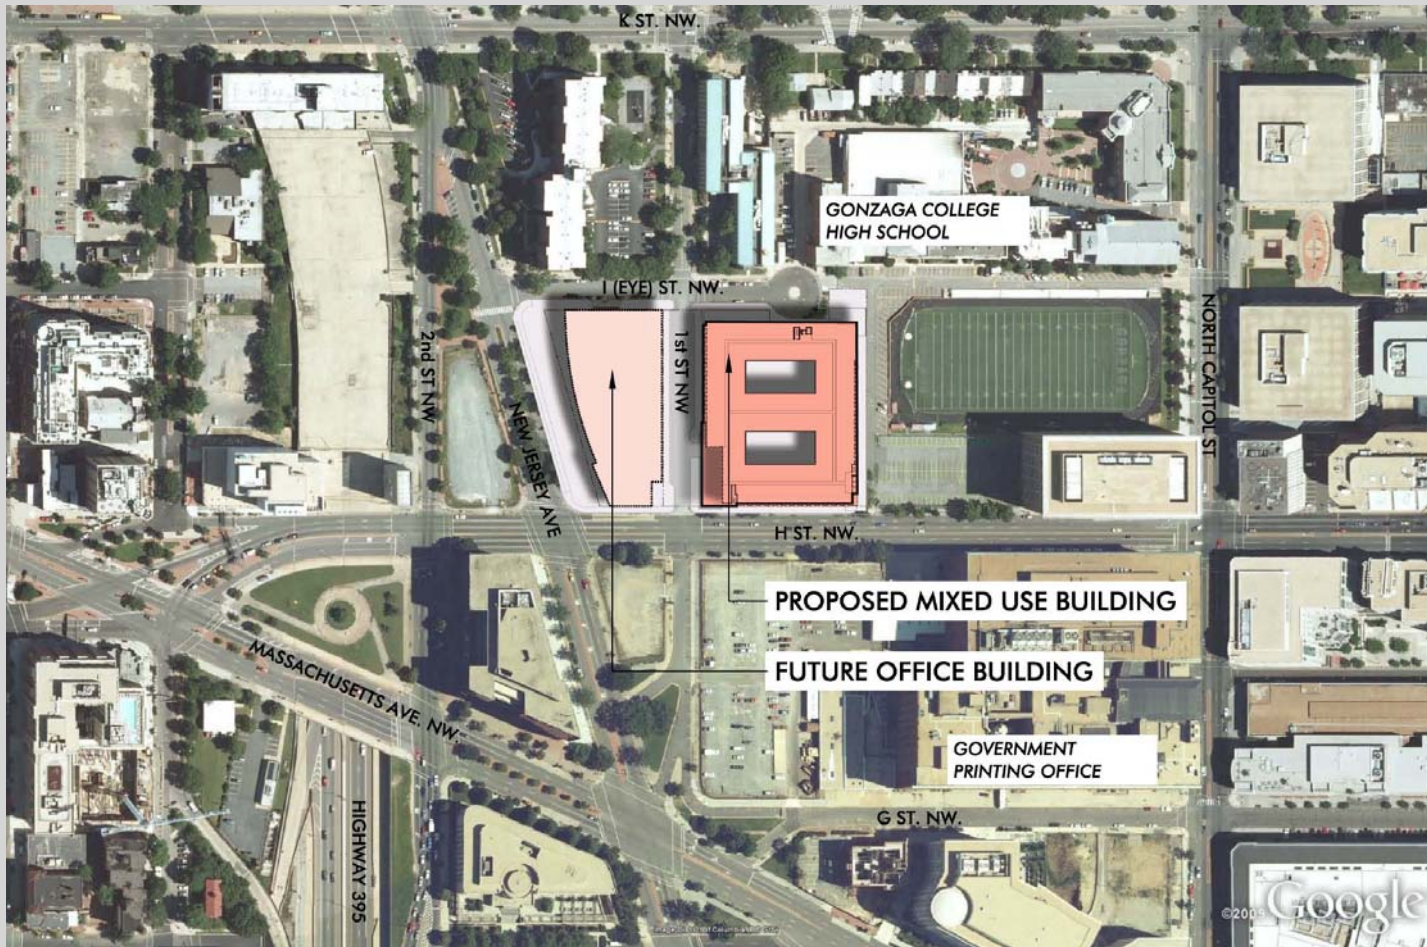 K ST. NW.
GONZAGA COLLEGE
HIGH SCHOOL
I (EYE) ST. NW.
2nd ST NW
NEW JERSEY AVE
1st ST NW
NORTH CAPITOL ST
H ST. NW.
PROPOSED MIXED USE BUILDING
FUTURE OFFICE BUILDING
MASSACHUSETTS AVE. NW
GOVERNMENT
PRINTING OFFICE
HIGHWAY 395
G ST. NW.
©2009 Google